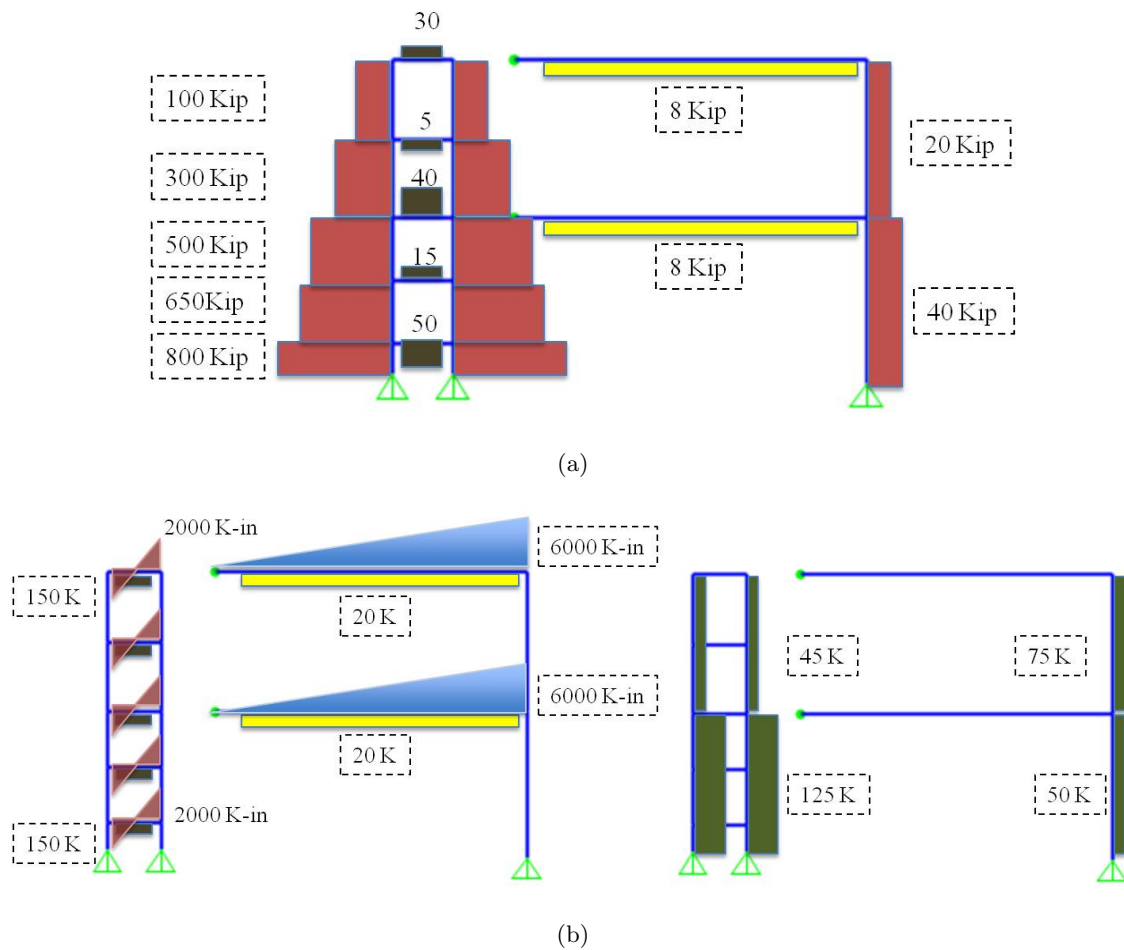 30
100 Kip
8 Kip
5
20 Kip
300 Kip
40
500 Kip
15
8 Kip
650Kip
40 Kip
50
800 Kip
(a)
2000 K-in
6000 K-in
150 K
20 K
45 K
75 K
6000 K-in
20 K
125 K
50 K
2000 K-in
150 K
(b)